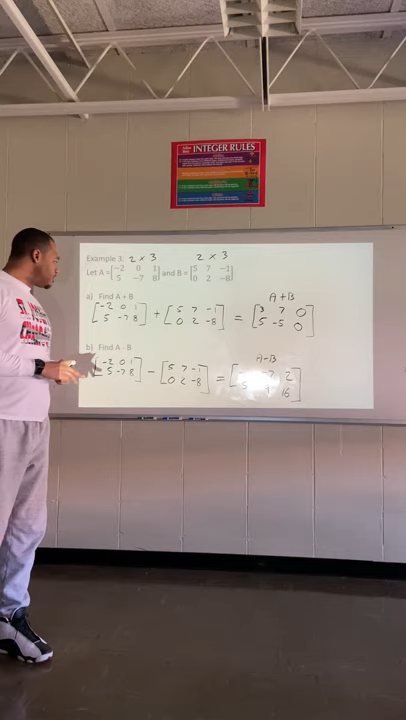 INTEGER RULES
2 x 3 2 x 3
Example 3:
Let A = [-2 0 1 and B = [5 7 -1
5 -7 8] 0 2 -8]
a) Find A + B
A+B
[-2 0 1 + [5 7 -1 = [3 7 0
5 -7 8] 0 2 -8] 5 -5 0]
b) Find A - B
A-B
-2 0 1 - [5 7 -1 = [ -7 2
5 -7 8] 0 2 -8] 5 16]